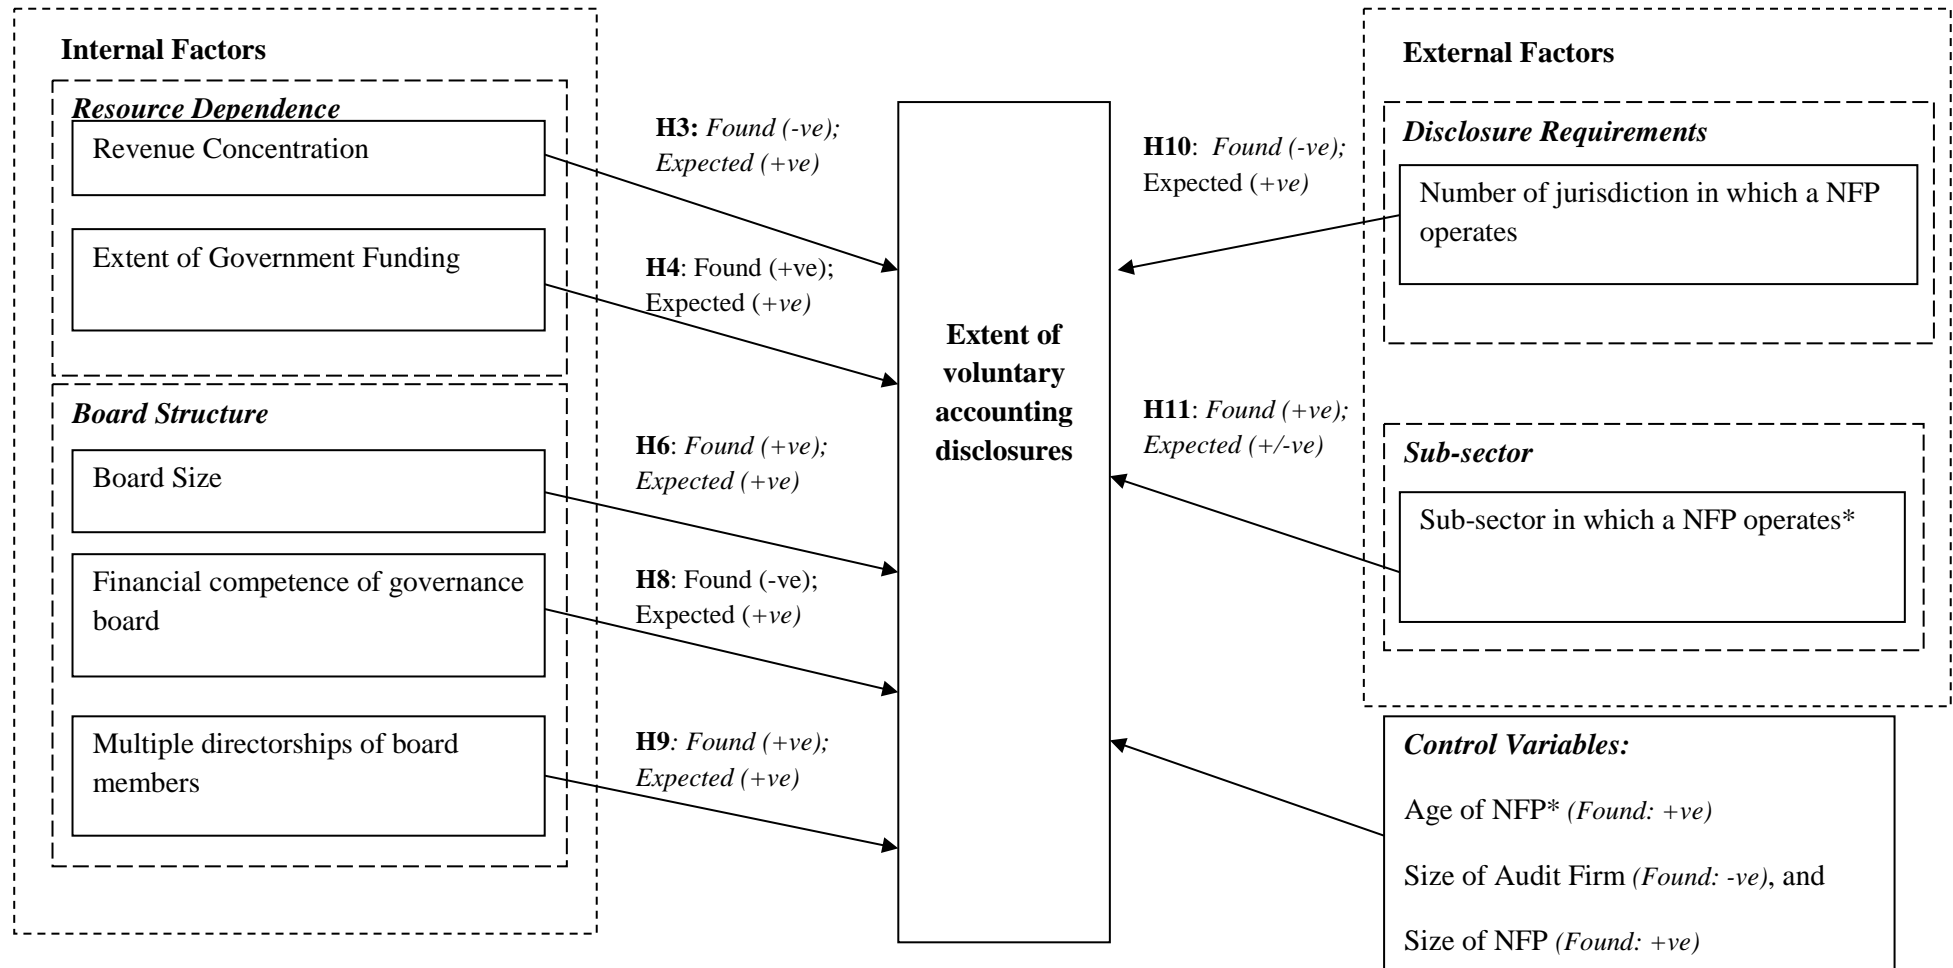 Internal Factors
Resource Dependence
Revenue Concentration
Extent of Government Funding
Board Structure
Board Size
Financial competence of governance
board
Multiple directorships of board
members
H3: Found (-ve);
Expected (+ve)
H4: Found (+ve);
Expected (+ve)
H6: Found (+ve);
Expected (+ve)
H8: Found (-ve);
Expected (+ve)
H9: Found (+ve);
Expected (+ve)
Extent of
voluntary
accounting
disclosures
H10: Found (-ve);
Expected (+ve)
H11: Found (+ve);
Expected (+/-ve)
External Factors
Disclosure Requirements
Number of jurisdiction in which a NFP
operates
Sub-sector
Sub-sector in which a NFP operates*
Control Variables:
Age of NFP* (Found: +ve)
Size of Audit Firm (Found: -ve), and
Size of NFP (Found: +ve)